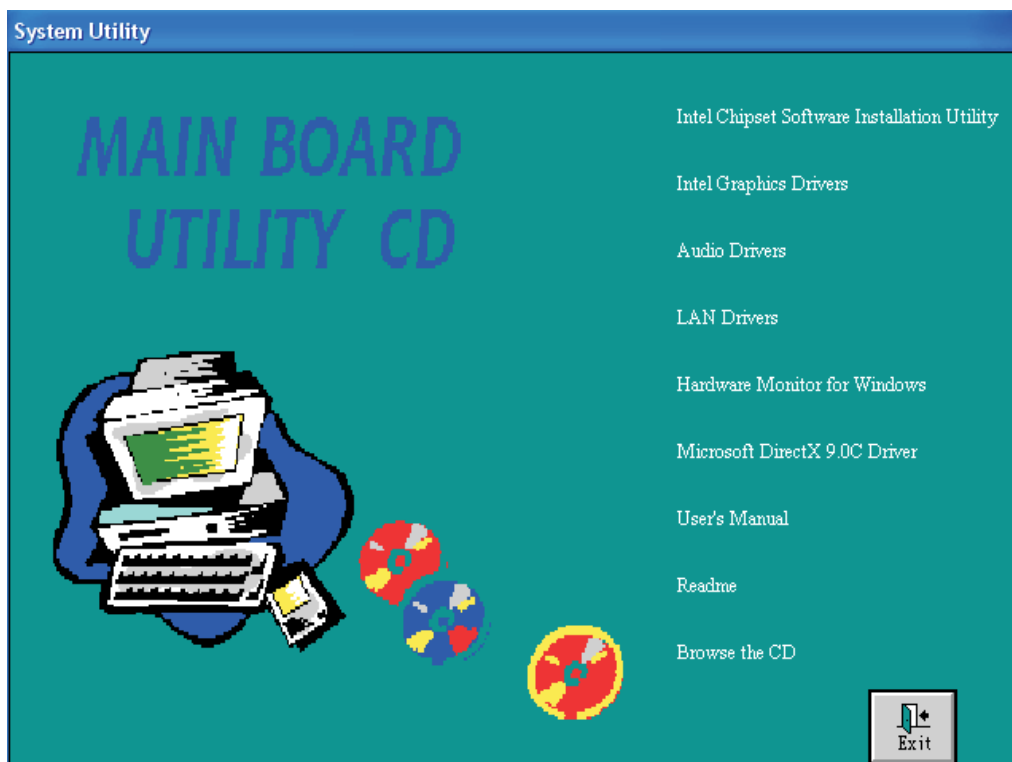 System Utility
MAIN BOARD
UTILITY CD
Intel Chipset Software Installation Utility
Intel Graphics Drivers
Audio Drivers
LAN Drivers
Hardware Monitor for Windows
Microsoft DirectX 9.0C Driver
User's Manual
Readme
Browse the CD
Exit